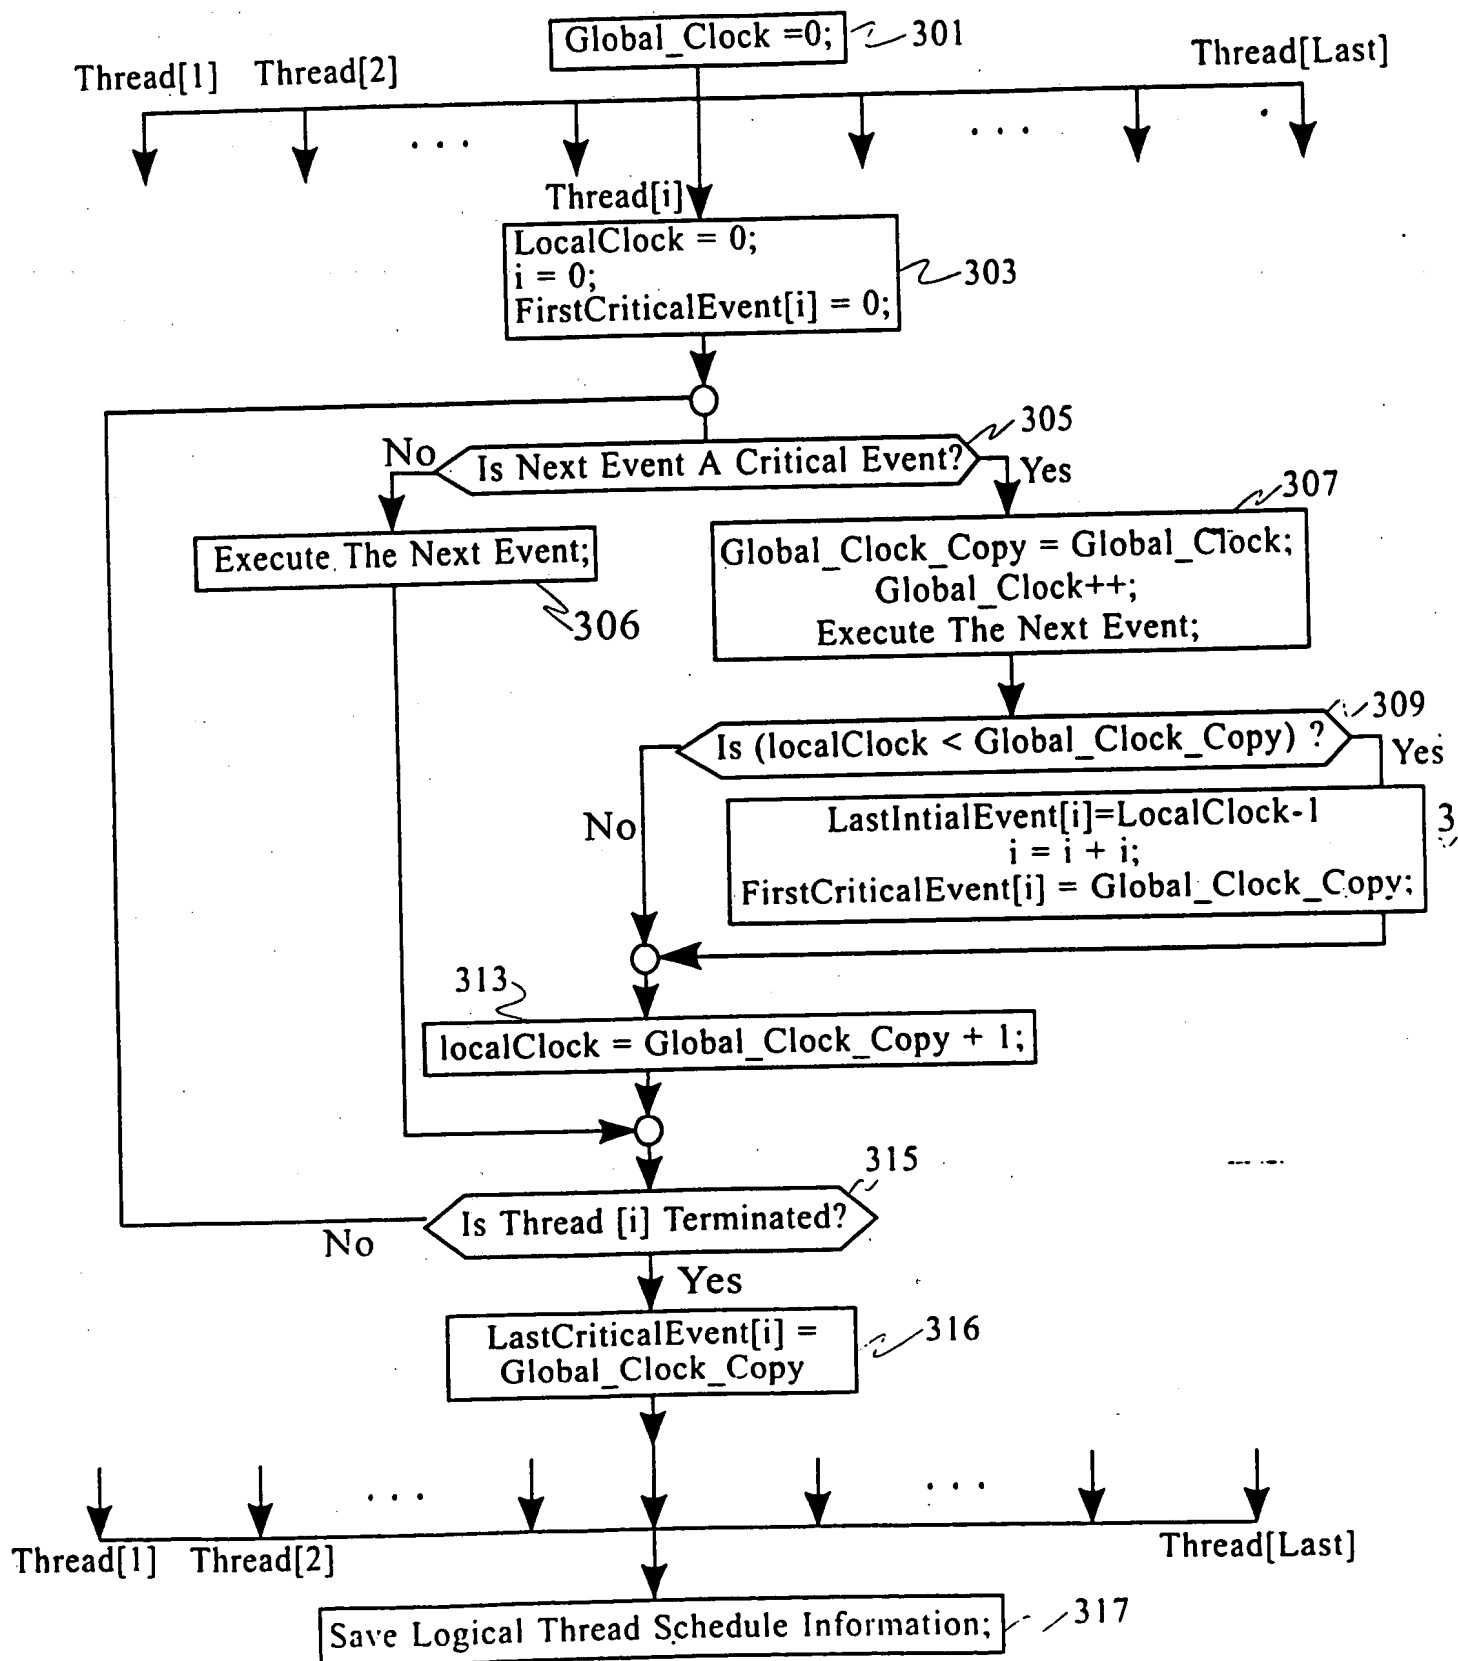 Global_Clock =0;
301
Thread[1]
Thread[2]
Thread[Last]
. . .
. . .
Thread[i]
LocalClock = 0;
i = 0;
FirstCriticalEvent[i] = 0;
303
305
No
Is Next Event A Critical Event?
Yes
307
Execute The Next Event;
306
Global_Clock_Copy = Global_Clock;
Global_Clock++;
Execute The Next Event;
309
Is (localClock < Global_Clock_Copy) ?
Yes
No
LastIntialEvent[i]=LocalClock-1
i = i + i;
FirstCriticalEvent[i] = Global_Clock_Copy;
3
313
localClock = Global_Clock_Copy + 1;
315
Is Thread [i] Terminated?
No
Yes
LastCriticalEvent[i] =
Global_Clock_Copy
316
. . .
. . .
Thread[1]
Thread[2]
Thread[Last]
Save Logical Thread Schedule Information;
317